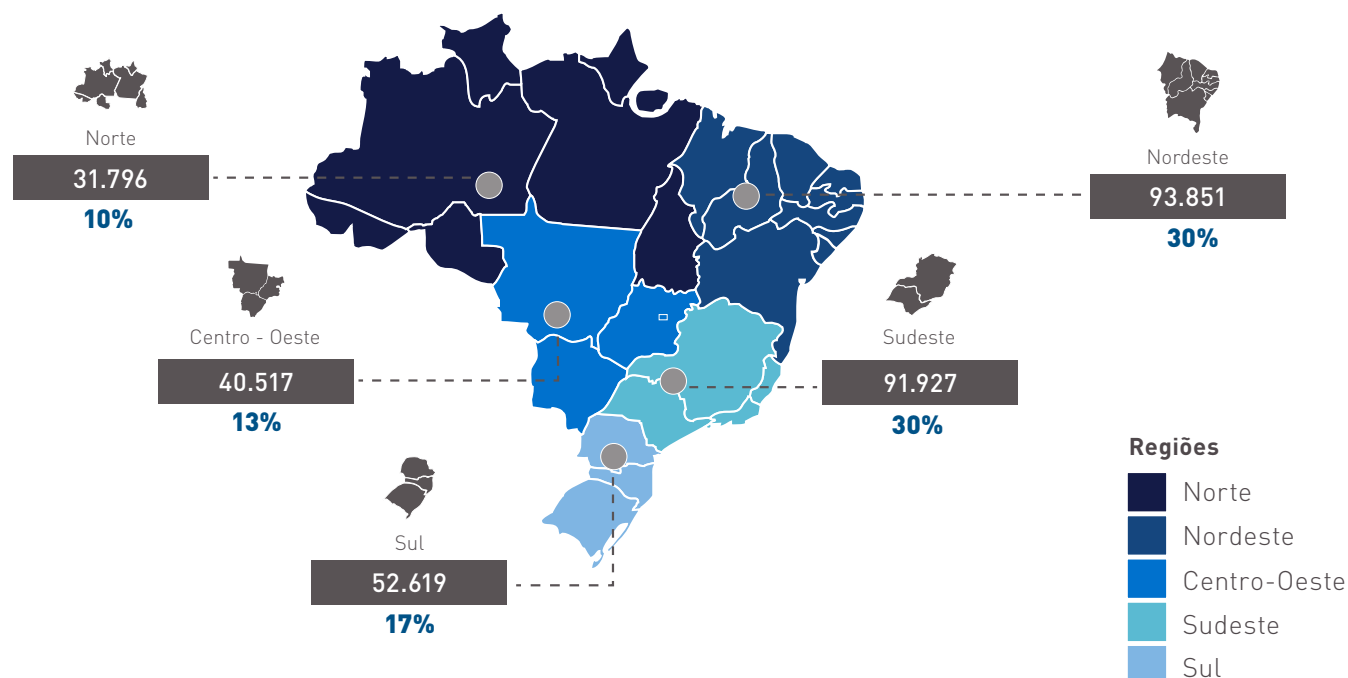 Norte
31.796
10%
Nordeste
93.851
30%
Centro - Oeste
40.517
13%
Sudeste
91.927
30%
Sul
52.619
17%
Regiões
Norte
Nordeste
Centro-Oeste
Sudeste
Sul